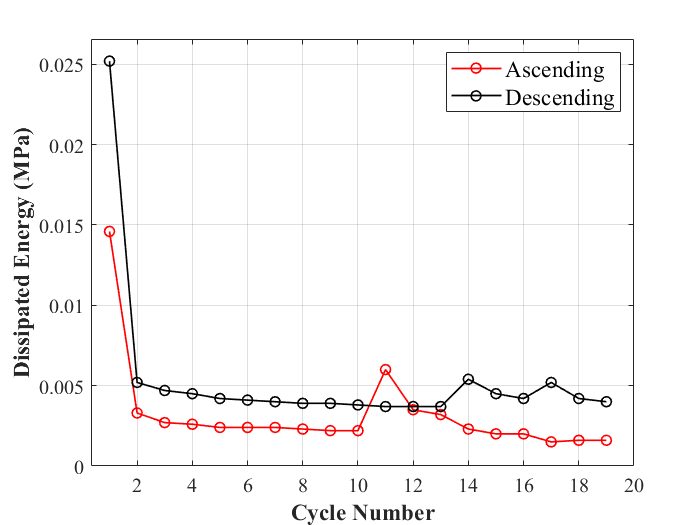 Ascending
Descending
0.025
0.02
0.015
0.01
0.005
0
2 4 6 8 10 12 14 16 18 20
Cycle Number
Dissipated Energy (MPa)